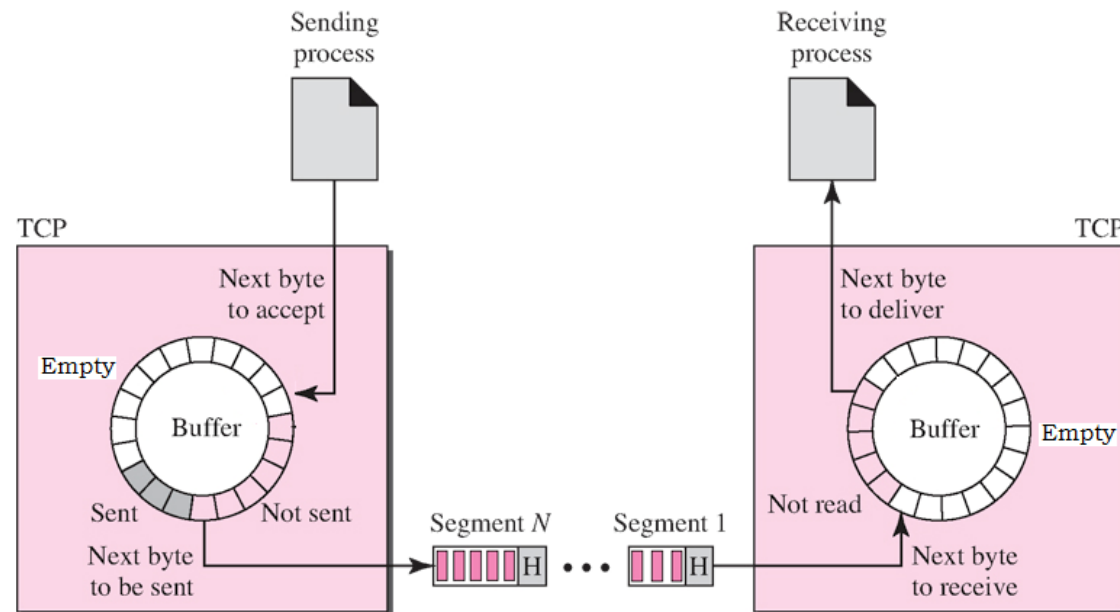 Sending
process
Receiving
process
TCP
TCP
Next byte
to accept
Next byte
to deliver
Empty
Buffer
Buffer
Empty
Sent
Not sent
Not read
Next byte
to be sent
Segment N
Segment 1
H
H
Next byte
to receive